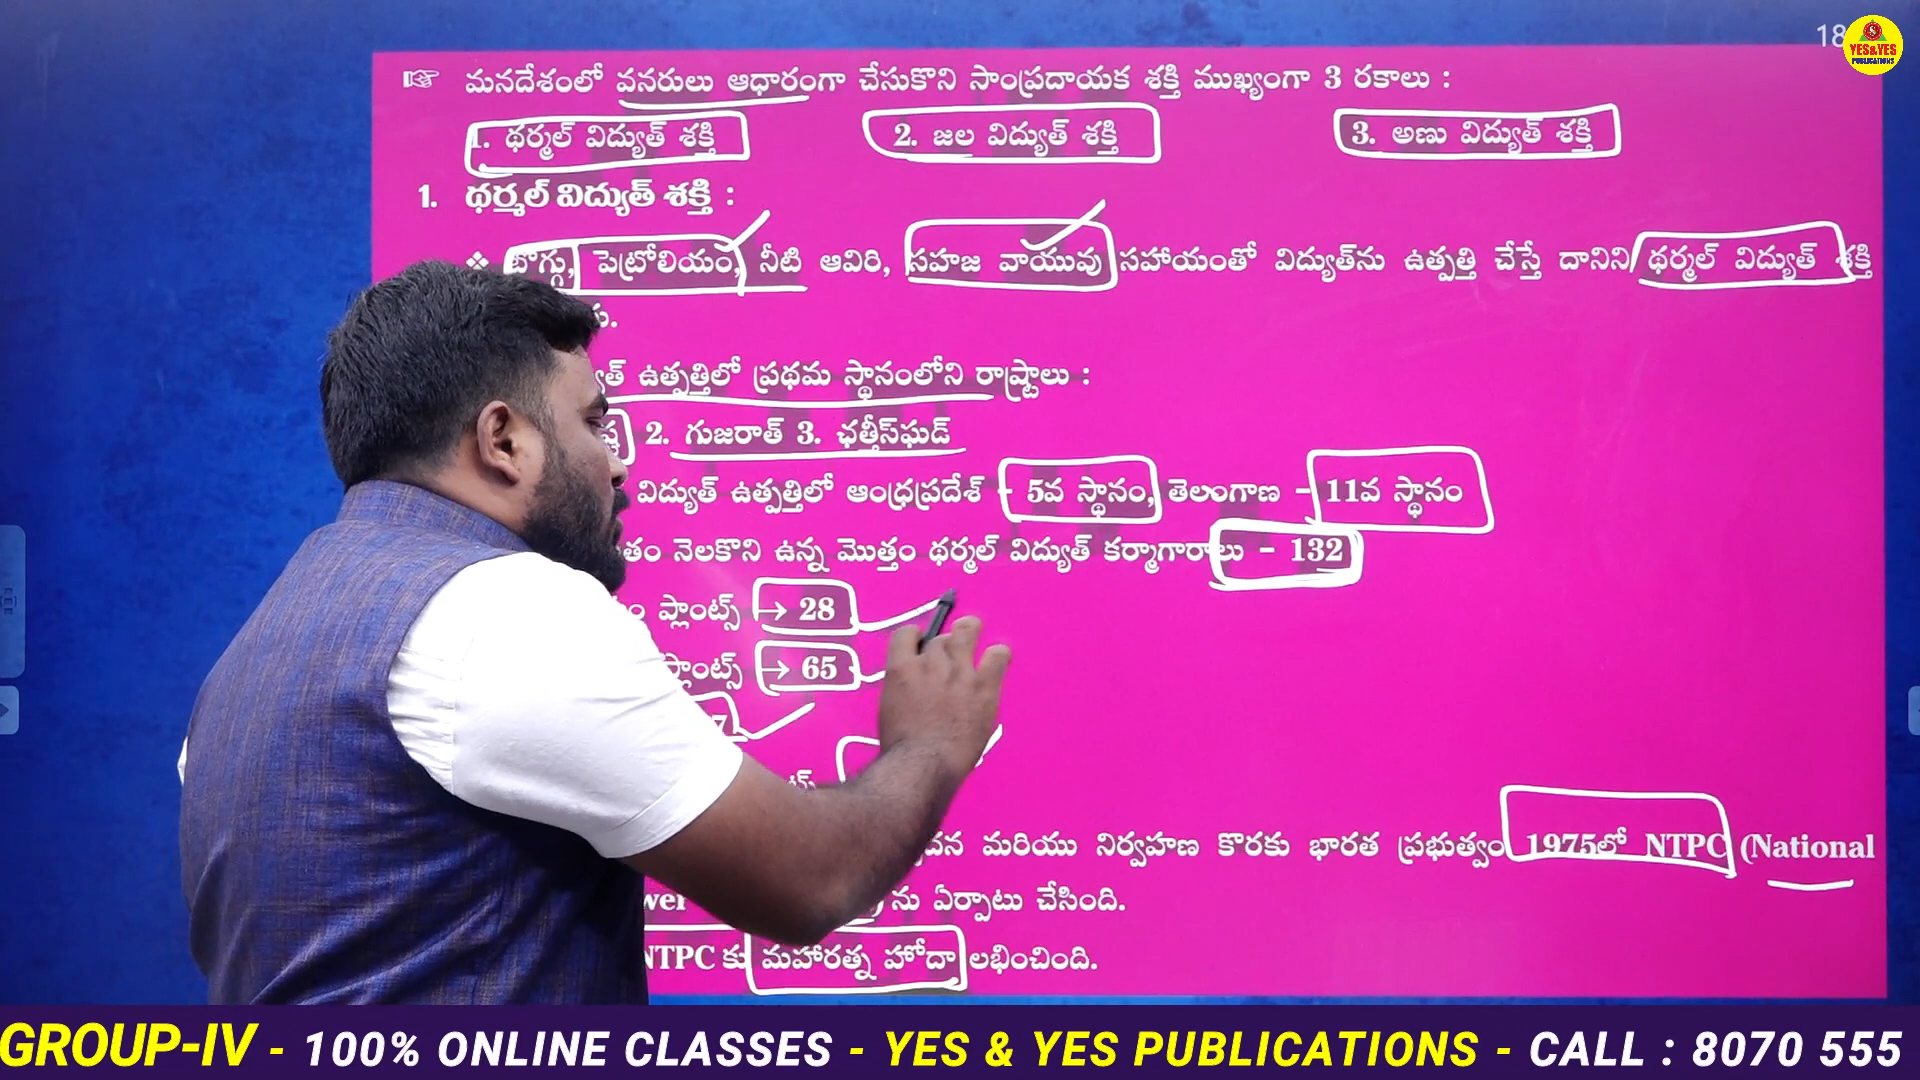 18
YES&YES
PUBLICATIONS
మనదేశంలో వనరులు ఆధారంగా చేసుకొని సాంప్రదాయక శక్తి ముఖ్యంగా 3 రకాలు :
1. థర్మల్ విద్యుత్ శక్తి 2. జల విద్యుత్ శక్తి 3. అణు విద్యుత్ శక్తి
1. థర్మల్ విద్యుత్ శక్తి :
❖ బొగ్గు, పెట్రోలియం, నీటి ఆవిరి, సహజ వాయువు సహాయంతో విద్యుత్‌ను ఉత్పత్తి చేస్తే దానిని థర్మల్ విద్యుత్ శక్తి
ఉత్పత్తిలో ప్రథమ స్థానంలోని రాష్ట్రాలు :
2. గుజరాత్ 3. ఛత్తీస్‌ఘడ్
విద్యుత్ ఉత్పత్తిలో ఆంధ్రప్రదేశ్ - 5వ స్థానం, తెలంగాణ - 11వ స్థానం
నెలకొని ఉన్న మొత్తం థర్మల్ విద్యుత్ కర్మాగారాలు - 132
ప్లాంట్స్ → 28
ప్లాంట్స్ → 65
7
మరియు నిర్వహణ కొరకు భారత ప్రభుత్వం 1975లో NTPC (National
ను ఏర్పాటు చేసింది.
NTPC కు మహారత్న హోదా లభించింది.
GROUP-IV - 100% ONLINE CLASSES - YES & YES PUBLICATIONS - CALL : 8070 555